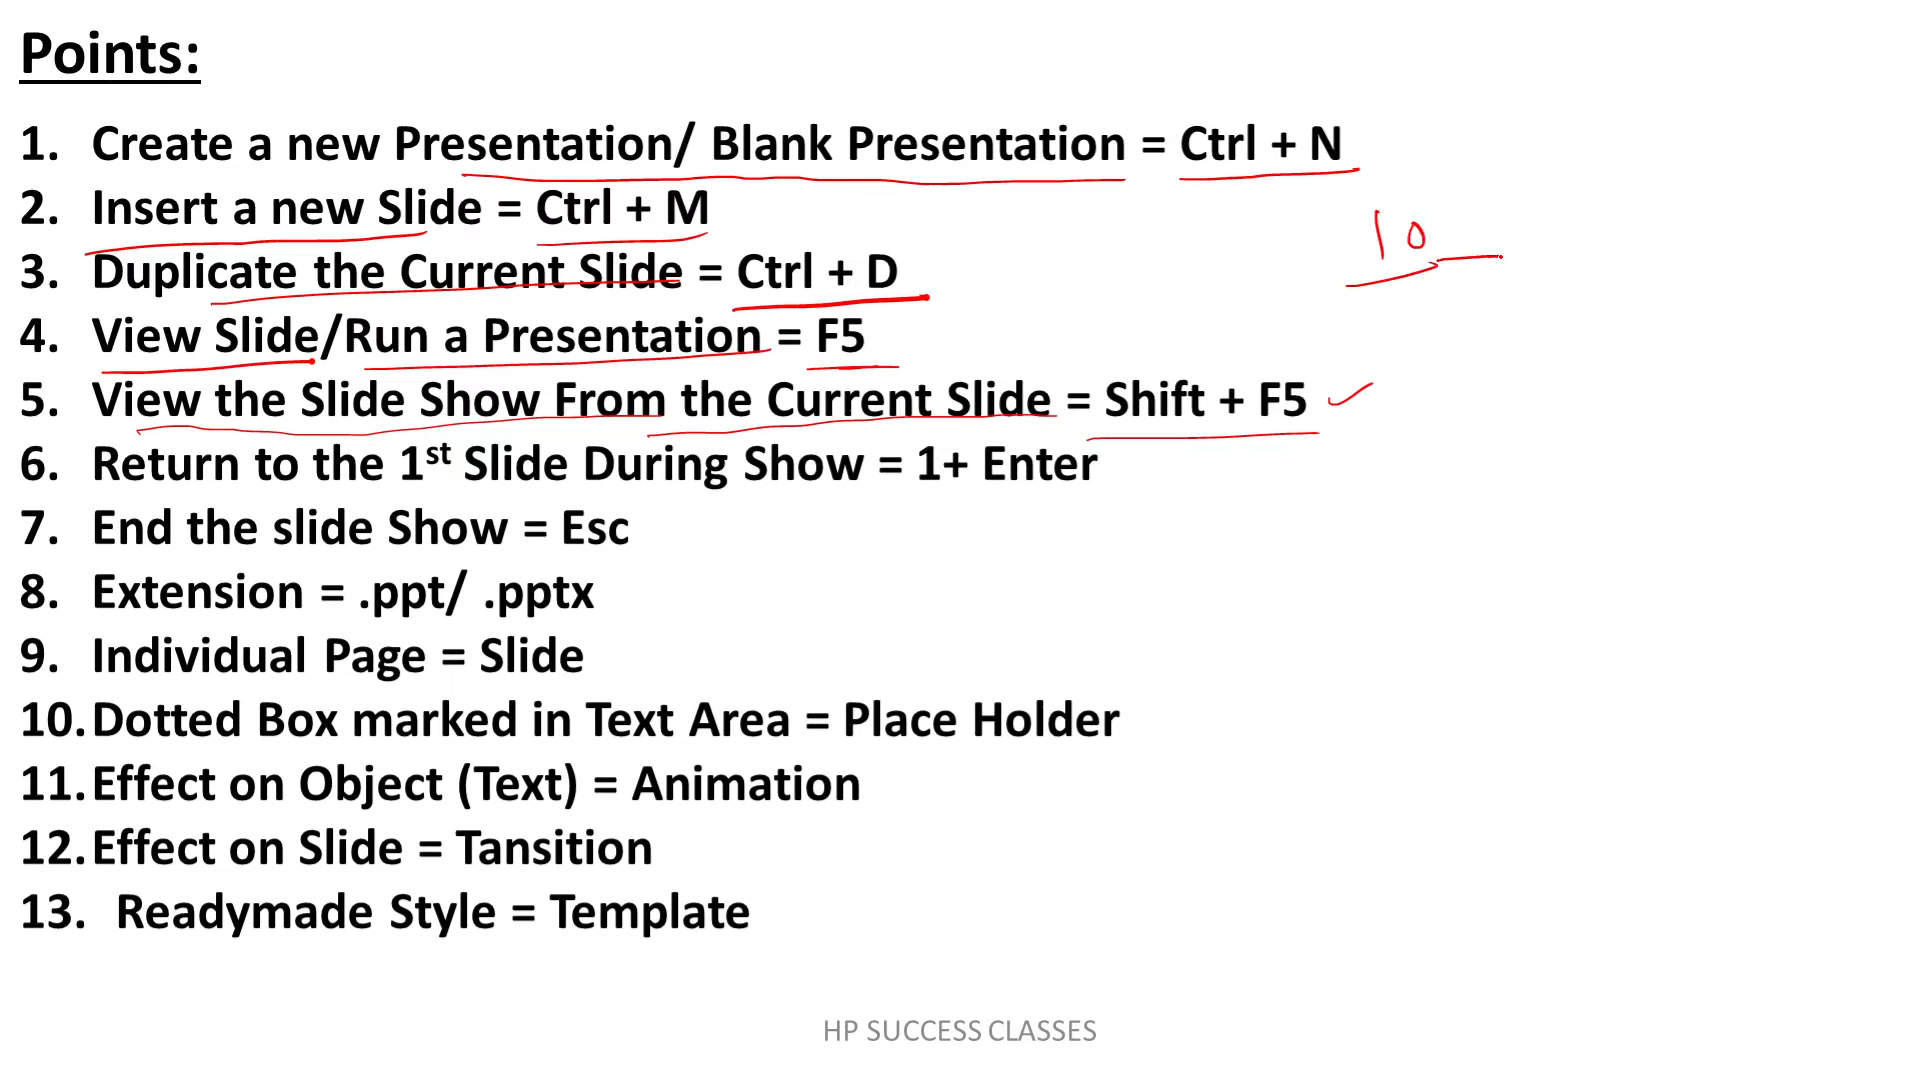 Points:
1. Create a new Presentation/ Blank Presentation = Ctrl + N
2. Insert a new Slide = Ctrl + M
10
3. Duplicate the Current Slide = Ctrl + D
4. View Slide/Run a Presentation = F5
5. View the Slide Show From the Current Slide = Shift + F5
6. Return to the 1st Slide During Show = 1+ Enter
7. End the slide Show = Esc
8. Extension = .ppt/ .pptx
9. Individual Page = Slide
10. Dotted Box marked in Text Area = Place Holder
11. Effect on Object (Text) = Animation
12. Effect on Slide = Tansition
13. Readymade Style = Template
HP SUCCESS CLASSES